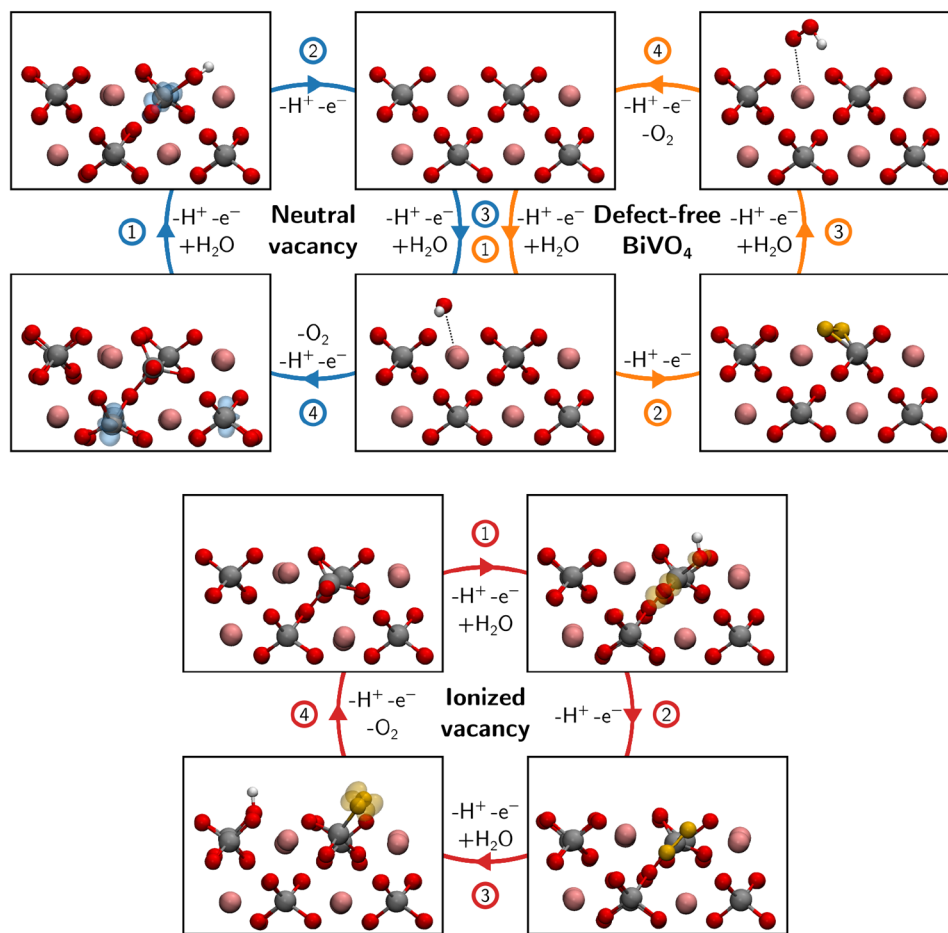 ② ④
-H⁺ -e⁻ -H⁺ -e⁻
-O₂
① -H⁺ -e⁻ Neutral -H⁺ -e⁻ ③ -H⁺ -e⁻ Defect-free -H⁺ -e⁻ ③
+H₂O vacancy +H₂O ① +H₂O BiVO₄ +H₂O
-O₂
-H⁺ -e⁻ -H⁺ -e⁻
④ ②
①
-H⁺ -e⁻
+H₂O
④ -H⁺ -e⁻ Ionized -H⁺ -e⁻ ②
-O₂ vacancy
-H⁺ -e⁻
+H₂O
③